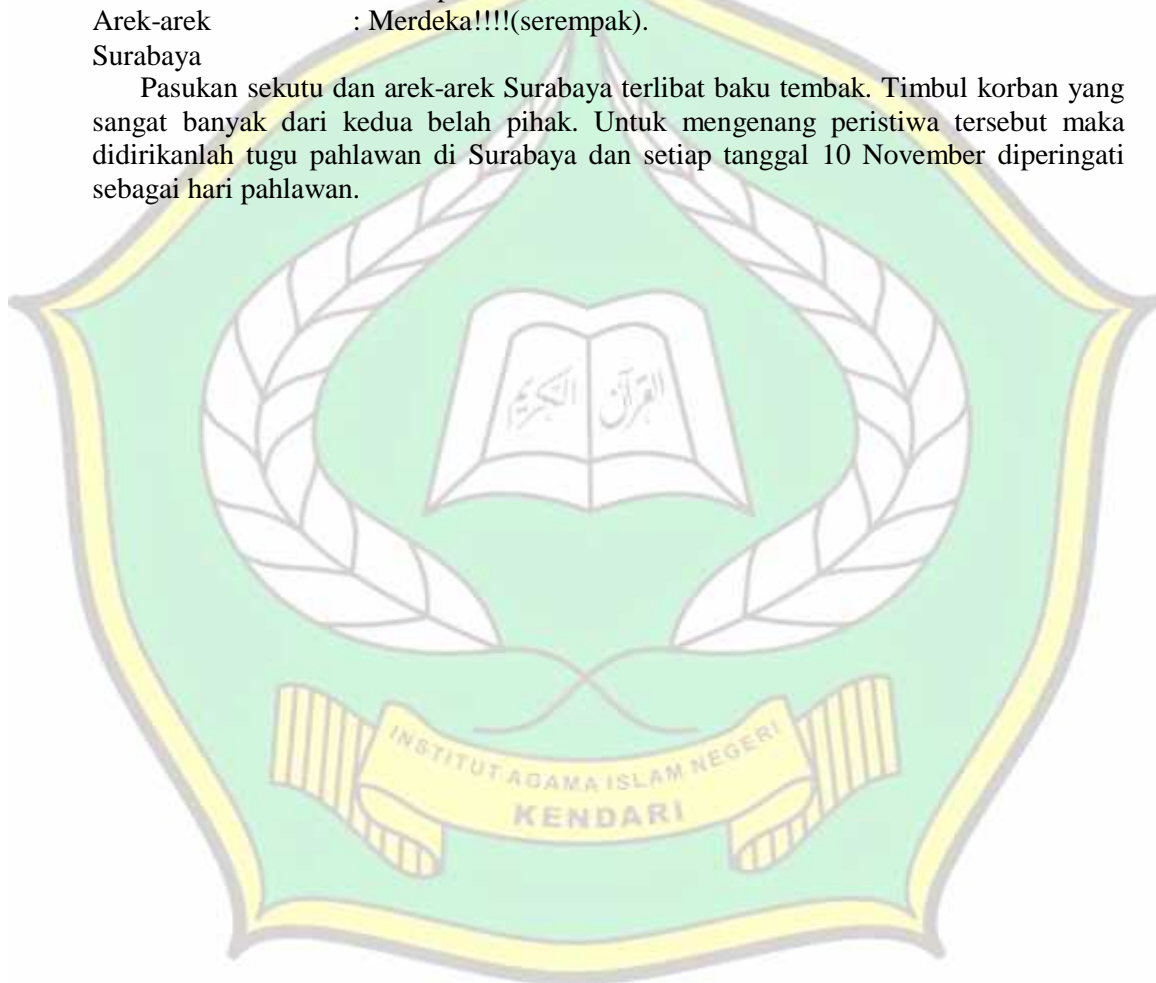 Arek-arek : Merdeka!!!!(serempak).
Surabaya
Pasukan sekutu dan arek-arek Surabaya terlibat baku tembak. Timbul korban yang
sangat banyak dari kedua belah pihak. Untuk mengenang peristiwa tersebut maka
didirikanlah tugu pahlawan di Surabaya dan setiap tanggal 10 November diperingati
sebagai hari pahlawan.
القرآن الكريم
INSTITUT AGAMA ISLAM NEGERI
KENDARI